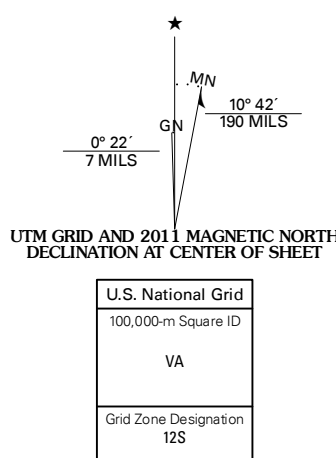 ★
MN
GN
10° 42´
190 MILS
0° 22´
7 MILS
UTM GRID AND 2011 MAGNETIC NORTH
DECLINATION AT CENTER OF SHEET
U.S. National Grid
100,000-m Square ID
VA
Grid Zone Designation
12S